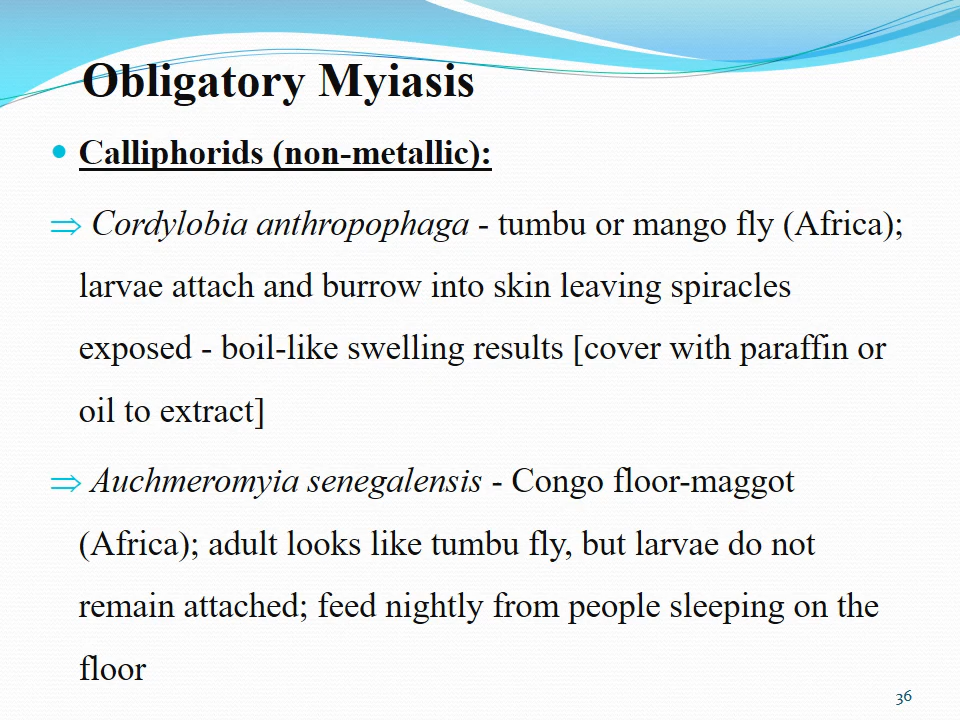 Obligatory Myiasis
• Calliphorids (non-metallic):
⇒ Cordylobia anthropophaga - tumbu or mango fly (Africa);
larvae attach and burrow into skin leaving spiracles
exposed - boil-like swelling results [cover with paraffin or
oil to extract]
⇒ Auchmeromyia senegalensis - Congo floor-maggot
(Africa); adult looks like tumbu fly, but larvae do not
remain attached; feed nightly from people sleeping on the
floor
36